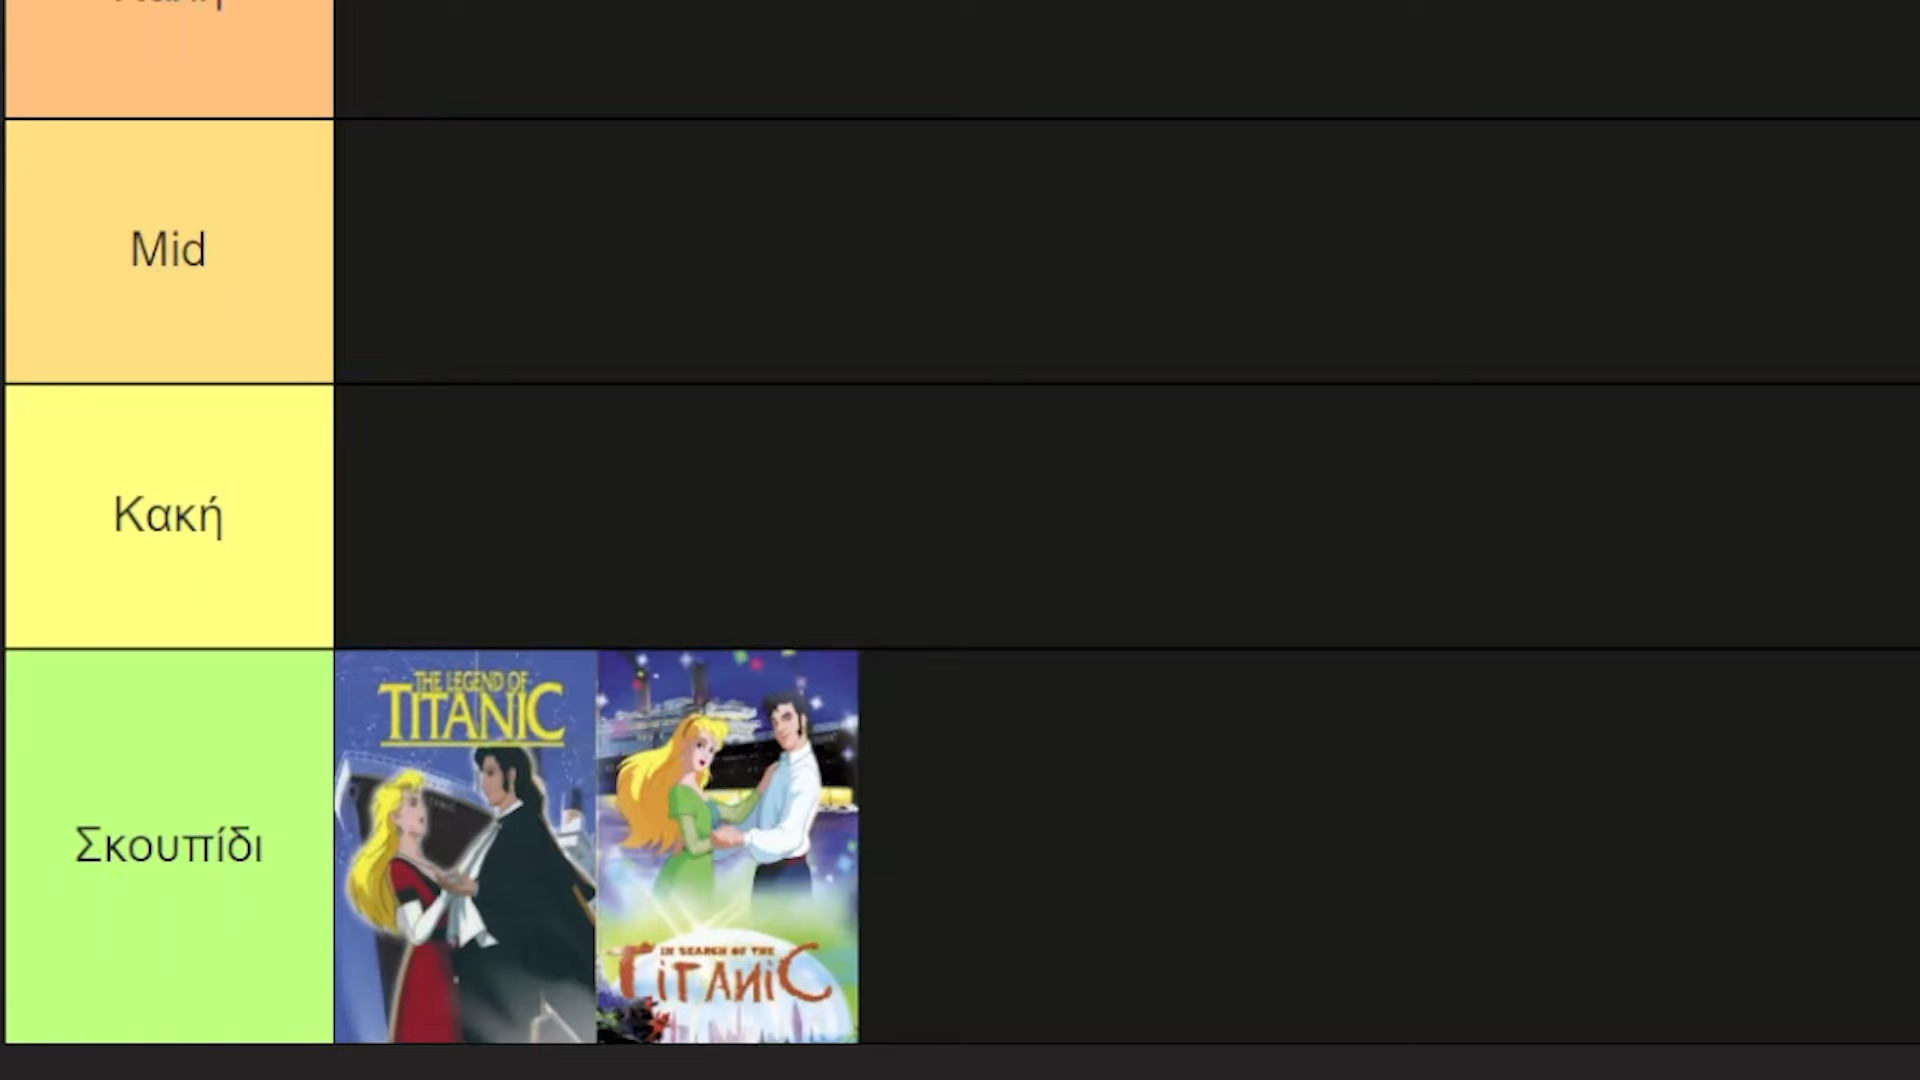 Mid
Κακή
Σκουπίδι
THE LEGEND OF
TITANIC
IN SEARCH OF THE
TITANIC